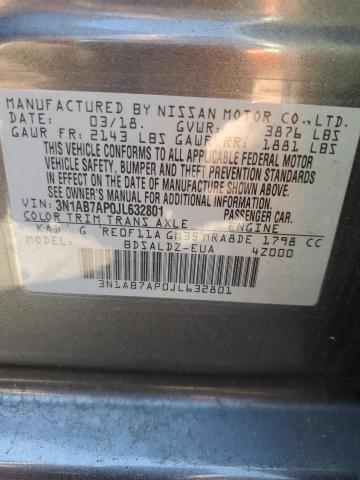 MANUFACTURED BY NISSAN MOTOR CO.,LTD.
DATE: 03/18. GVWR: 3876 LBS
GAWR FR: 2143 LBS GAWR RR: 1881 LBS
THIS VEHICLE CONFORMS TO ALL APPLICABLE FEDERAL MOTOR
VEHICLE SAFETY, BUMPER AND THEFT PREVENTION STANDARDS
IN EFFECT ON THE DATE OF MANUFACTURE SHOWN ABOVE.
SEE OWNER'S MANUAL FOR ADDITIONAL INFORMATION.
VIN: 3N1AB7AP0JL632801 PASSENGER CAR.
COLOR TRIM TRANS AXLE ENGINE
KAD G RE0F11A GM35 MRA8DE 1798 CC
MODEL BDSALDZ-EUA 4Z000
3N1AB7AP0JL632801